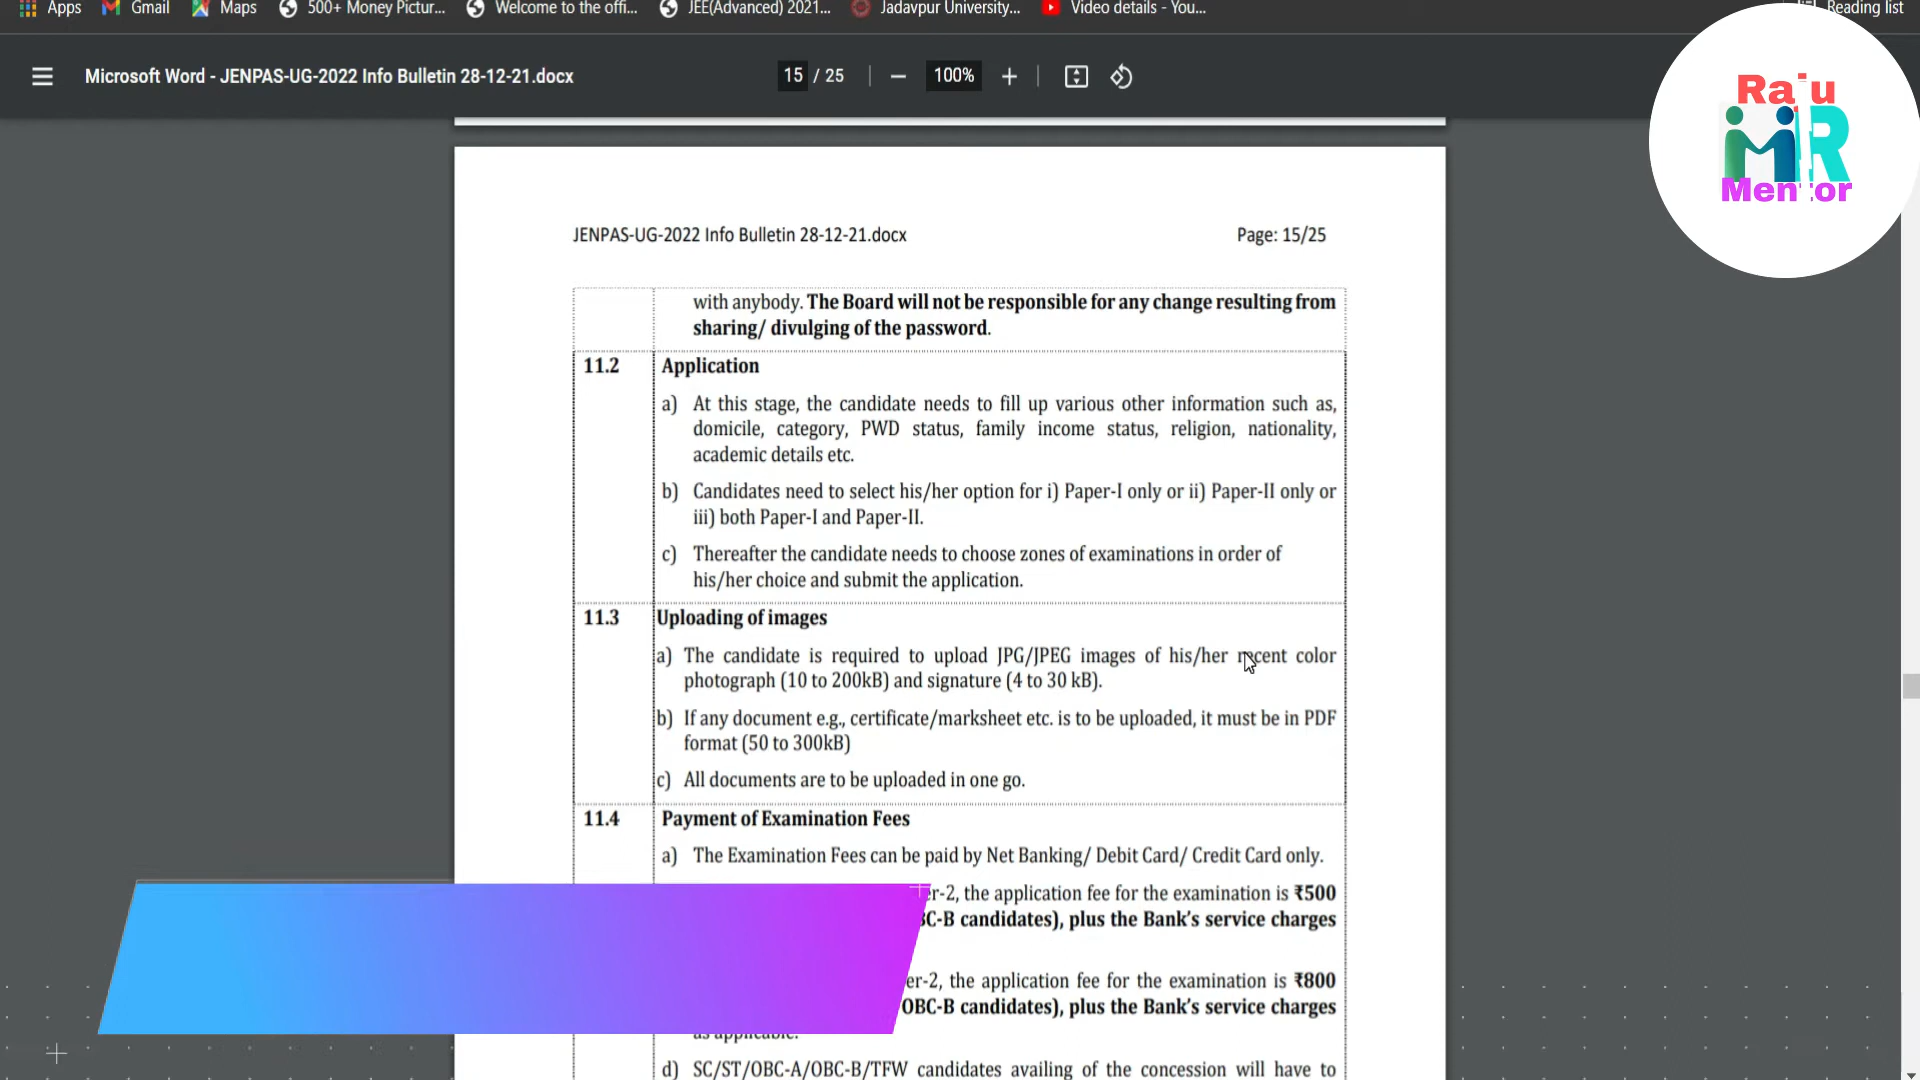 Apps Gmail Maps 500+ Money Pictur... Welcome to the offi... JEE(Advanced) 2021... Jadavpur University... Video details - You... Reading list
Microsoft Word - JENPAS-UG-2022 Info Bulletin 28-12-21.docx 15 / 25 100%
Raju
MR
Mentor
JENPAS-UG-2022 Info Bulletin 28-12-21.docx Page: 15/25
with anybody. The Board will not be responsible for any change resulting from
sharing/ divulging of the password.
11.2 Application
a) At this stage, the candidate needs to fill up various other information such as,
domicile, category, PWD status, family income status, religion, nationality,
academic details etc.
b) Candidates need to select his/her option for i) Paper-I only or ii) Paper-II only or
iii) both Paper-I and Paper-II.
c) Thereafter the candidate needs to choose zones of examinations in order of
his/her choice and submit the application.
11.3 Uploading of images
a) The candidate is required to upload JPG/JPEG images of his/her recent color
photograph (10 to 200kB) and signature (4 to 30 kB).
b) If any document e.g., certificate/marksheet etc. is to be uploaded, it must be in PDF
format (50 to 300kB)
c) All documents are to be uploaded in one go.
11.4 Payment of Examination Fees
a) The Examination Fees can be paid by Net Banking/ Debit Card/ Credit Card only.
er-2, the application fee for the examination is ₹500
BC-B candidates), plus the Bank's service charges
er-2, the application fee for the examination is ₹800
OBC-B candidates), plus the Bank's service charges
as applicable.
d) SC/ST/OBC-A/OBC-B/TFW candidates availing of the concession will have to